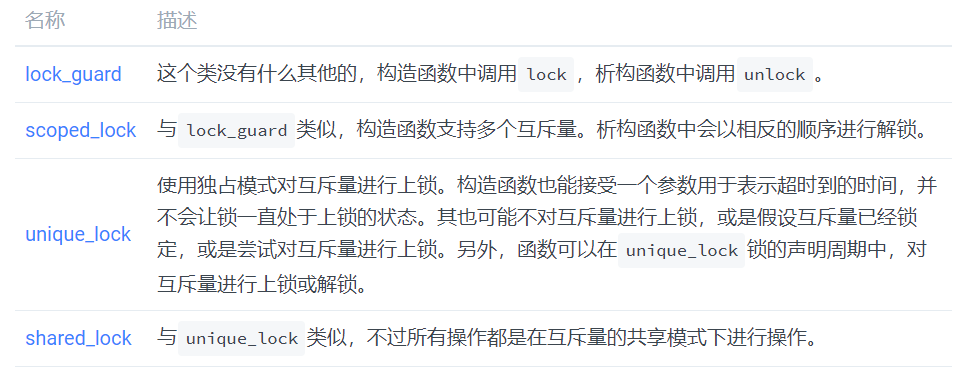 名称 描述
lock_guard 这个类没有什么其他的，构造函数中调用 lock ，析构函数中调用 unlock 。
scoped_lock 与 lock_guard 类似，构造函数支持多个互斥量。析构函数中会以相反的顺序进行解锁。
使用独占模式对互斥量进行上锁。构造函数也能接受一个参数用于表示超时到的时间，并
不会让锁一直处于上锁的状态。其也可能不对互斥量进行上锁，或是假设互斥量已经锁
unique_lock 定，或是尝试对互斥量进行上锁。另外，函数可以在 unique_lock 锁的声明周期中，对
互斥量进行上锁或解锁。
shared_lock 与 unique_lock 类似，不过所有操作都是在互斥量的共享模式下进行操作。